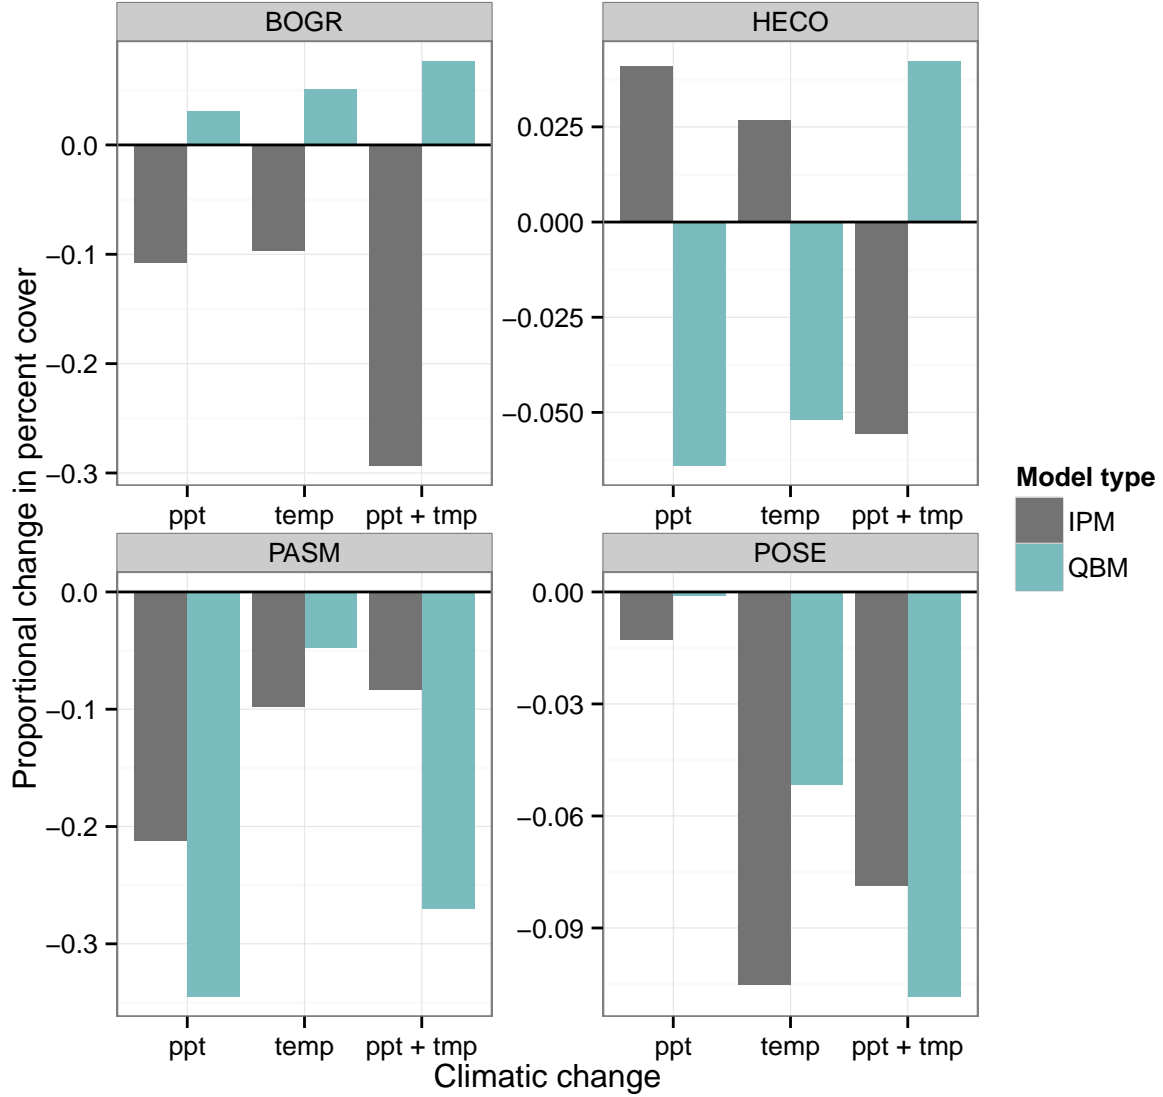 BOGR
HECO
0.0
−0.1
−0.2
−0.3
0.025
0.000
−0.025
−0.050
ppt temp ppt + tmp
ppt temp ppt + tmp
PASM
POSE
0.0
−0.1
−0.2
−0.3
0.00
−0.03
−0.06
−0.09
ppt temp ppt + tmp
ppt temp ppt + tmp
Proportional change in percent cover
Climatic change
Model type
IPM
QBM